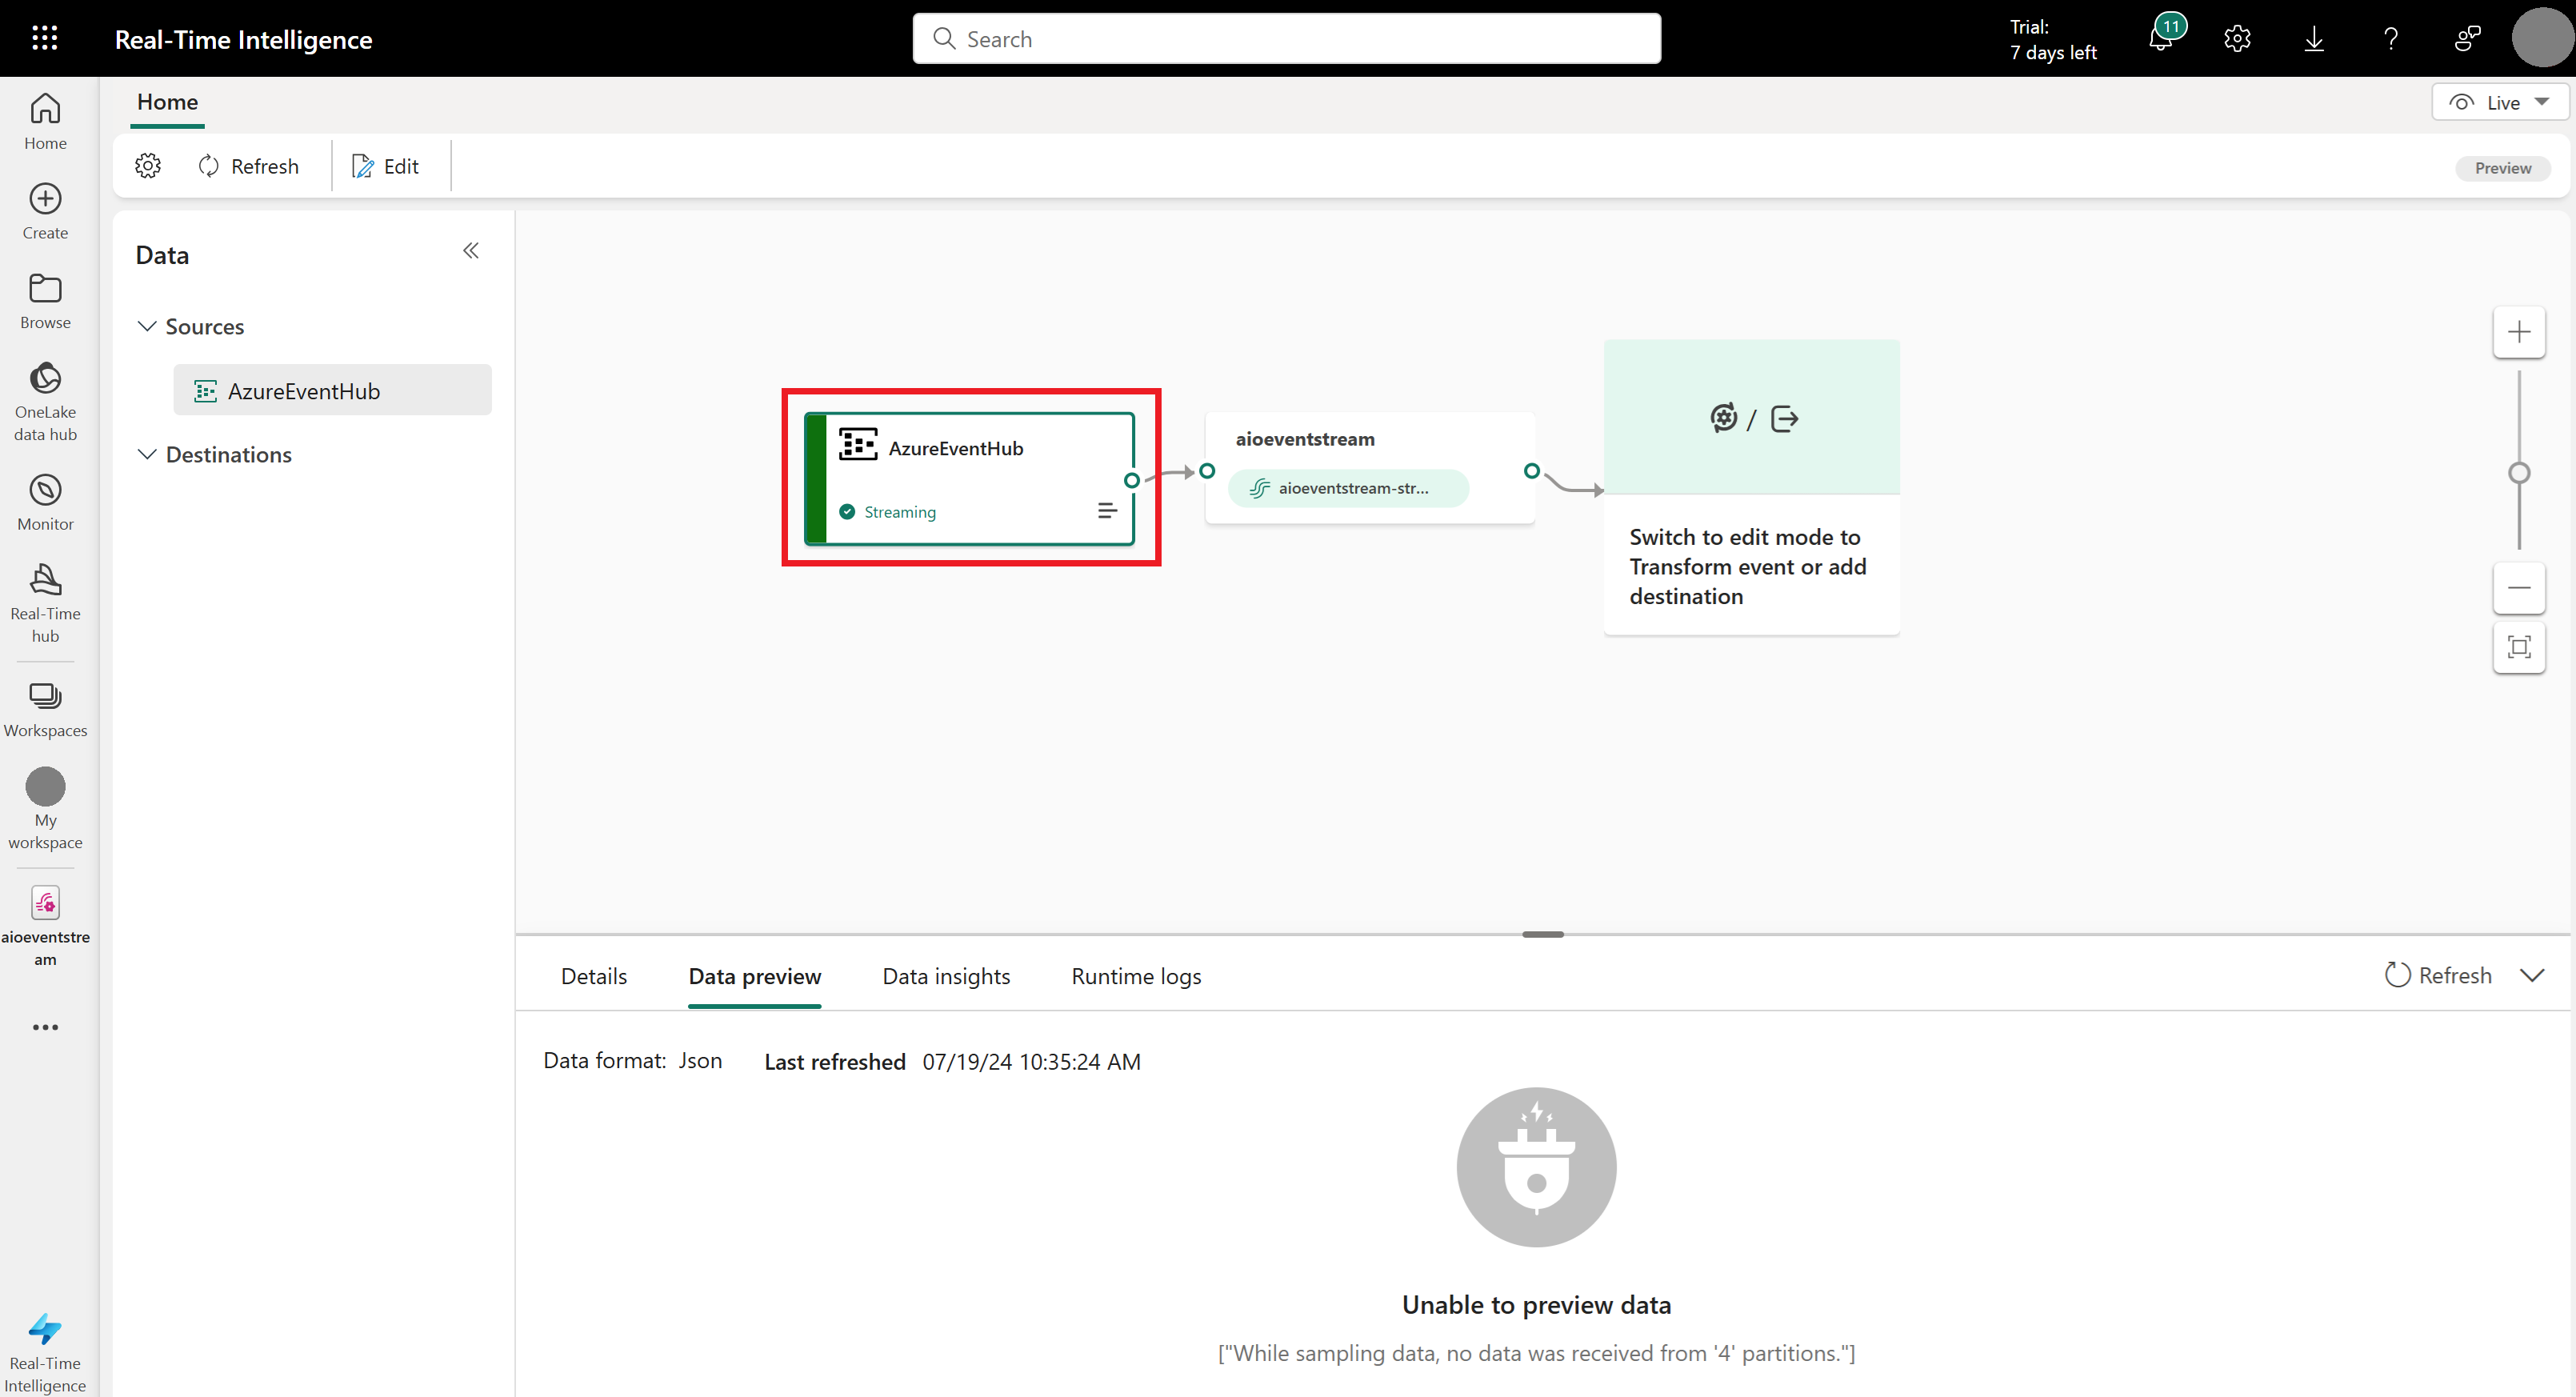 Real-Time Intelligence
Search
Trial:
7 days left
11
Home
Live
Refresh
Edit
Preview
Home
Create
Browse
OneLake
data hub
Monitor
Real-Time
hub
Workspaces
My
workspace
aioeventstre
am
Real-Time
Intelligence
Data
Sources
AzureEventHub
Destinations
AzureEventHub
Streaming
aioeventstream
aioeventstream-str...
/
Switch to edit mode to
Transform event or add
destination
Details
Data preview
Data insights
Runtime logs
Refresh
Data format: Json
Last refreshed 07/19/24 10:35:24 AM
Unable to preview data
["While sampling data, no data was received from '4' partitions."]